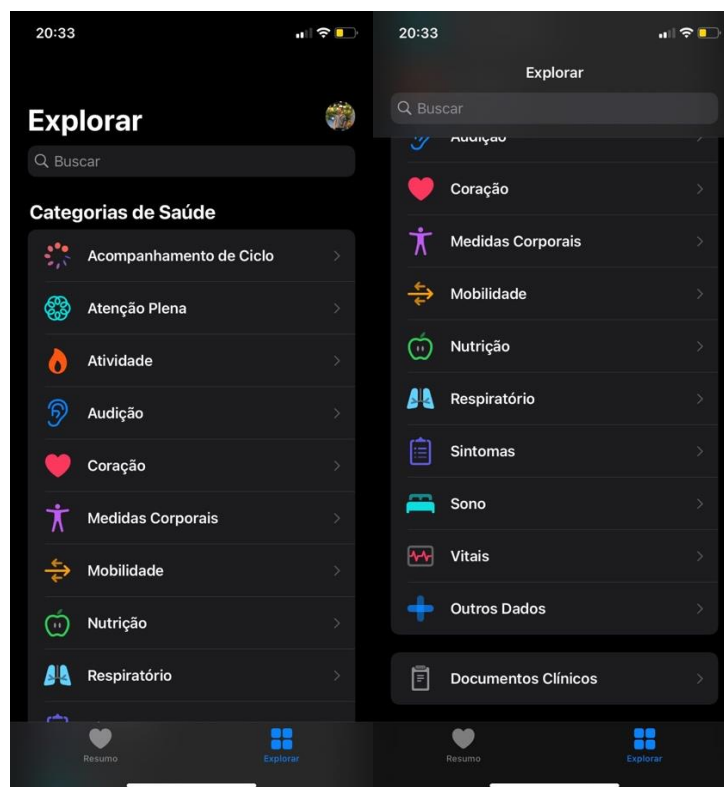 20:33
Explorar
Buscar
Categorias de Saúde
Acompanhamento de Ciclo
Atenção Plena
Atividade
Audição
Coração
Medidas Corporais
Mobilidade
Nutrição
Respiratório
Resumo
Explorar
20:33
Explorar
Buscar
Audição
Coração
Medidas Corporais
Mobilidade
Nutrição
Respiratório
Sintomas
Sono
Vitais
Outros Dados
Documentos Clínicos
Resumo
Explorar